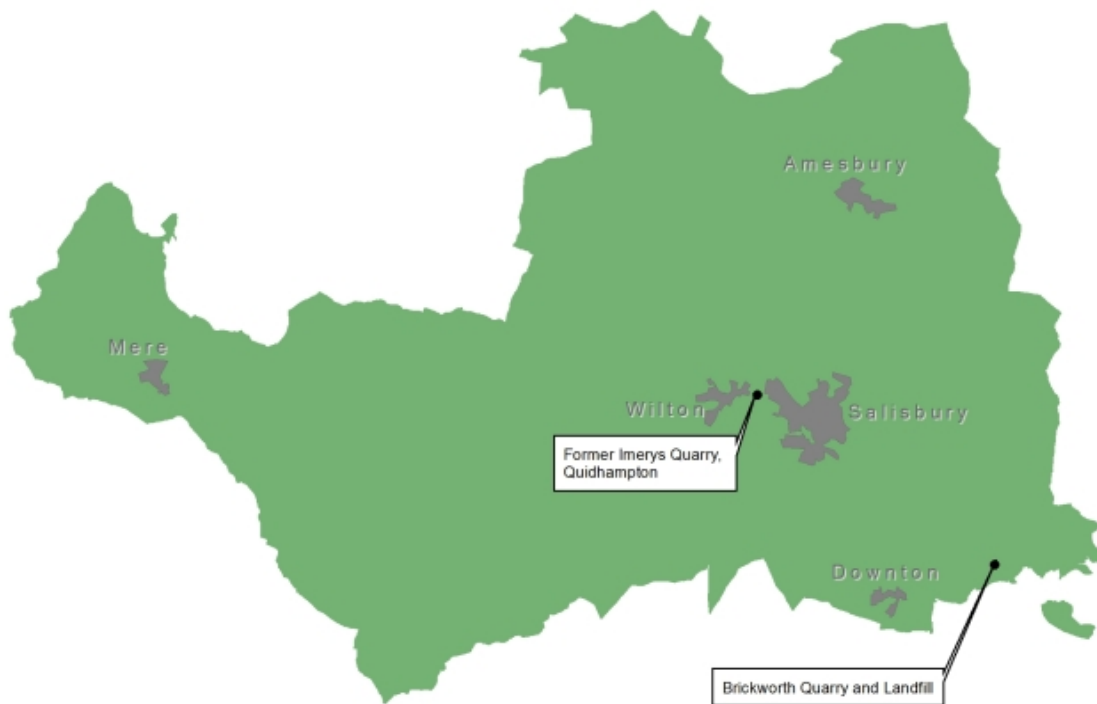 Amesbury
Mere
Wilton
Salisbury
Former Imerys Quarry,
Quidhampton
Downton
Brickworth Quarry and Landfill